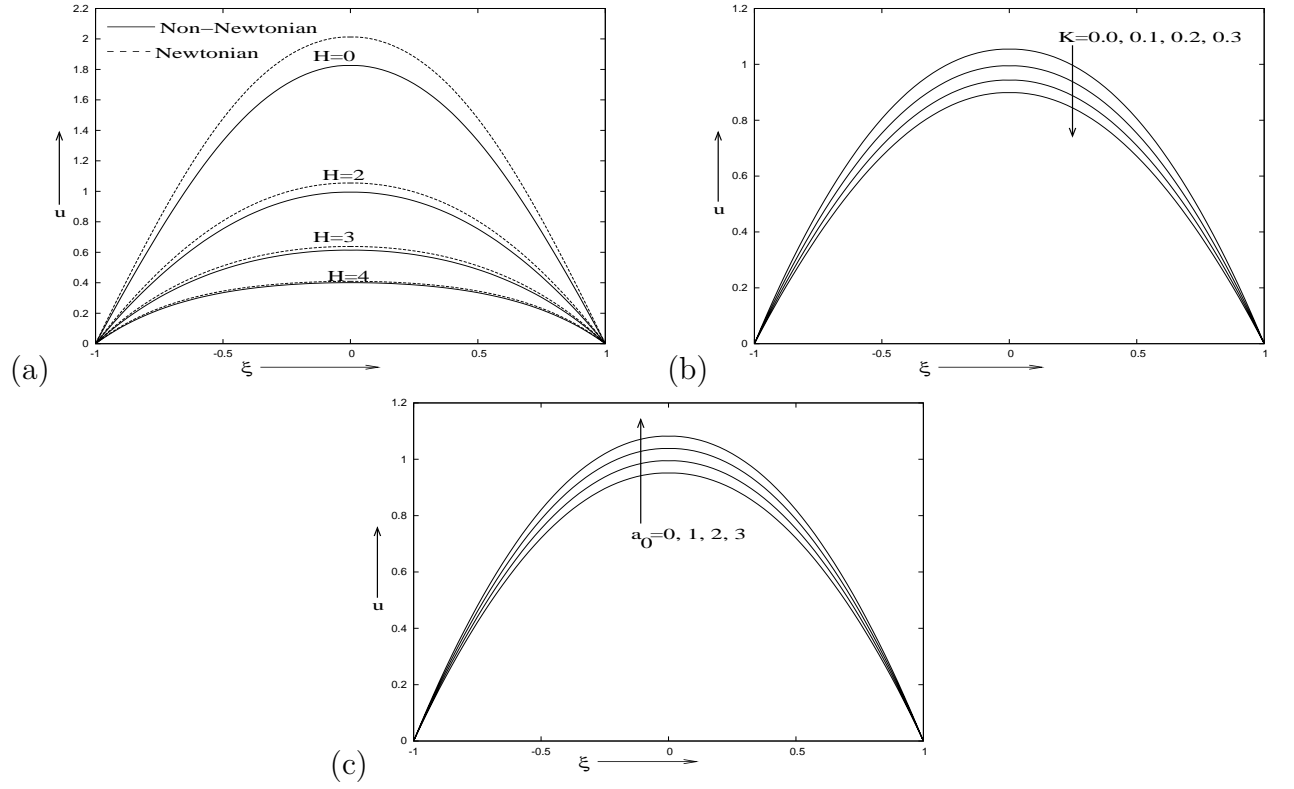 2.2
2
1.8
1.6
1.4
1.2
1
0.8
0.6
0.4
0.2
0
Non-Newtonian
Newtonian
H=0
H=2
H=3
H=4
u
-1 -0.5 0 0.5 1
ξ
(a)
1.2
1
0.8
0.6
0.4
0.2
0
K=0.0, 0.1, 0.2, 0.3
u
-1 -0.5 0 0.5 1
ξ
(b)
1.2
1
0.8
0.6
0.4
0.2
0
a0=0, 1, 2, 3
u
-1 -0.5 0 0.5 1
ξ
(c)